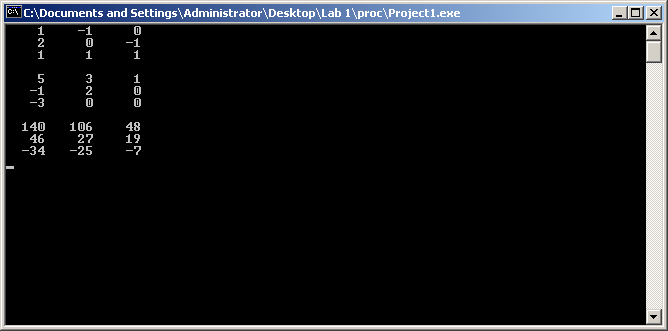 C:\Documents and Settings\Administrator\Desktop\Lab 1\proc\Project1.exe
1 -1 0
2 0 -1
1 1 1
5 3 1
-1 2 0
-3 0 0
140 106 48
46 27 19
-34 -25 -7